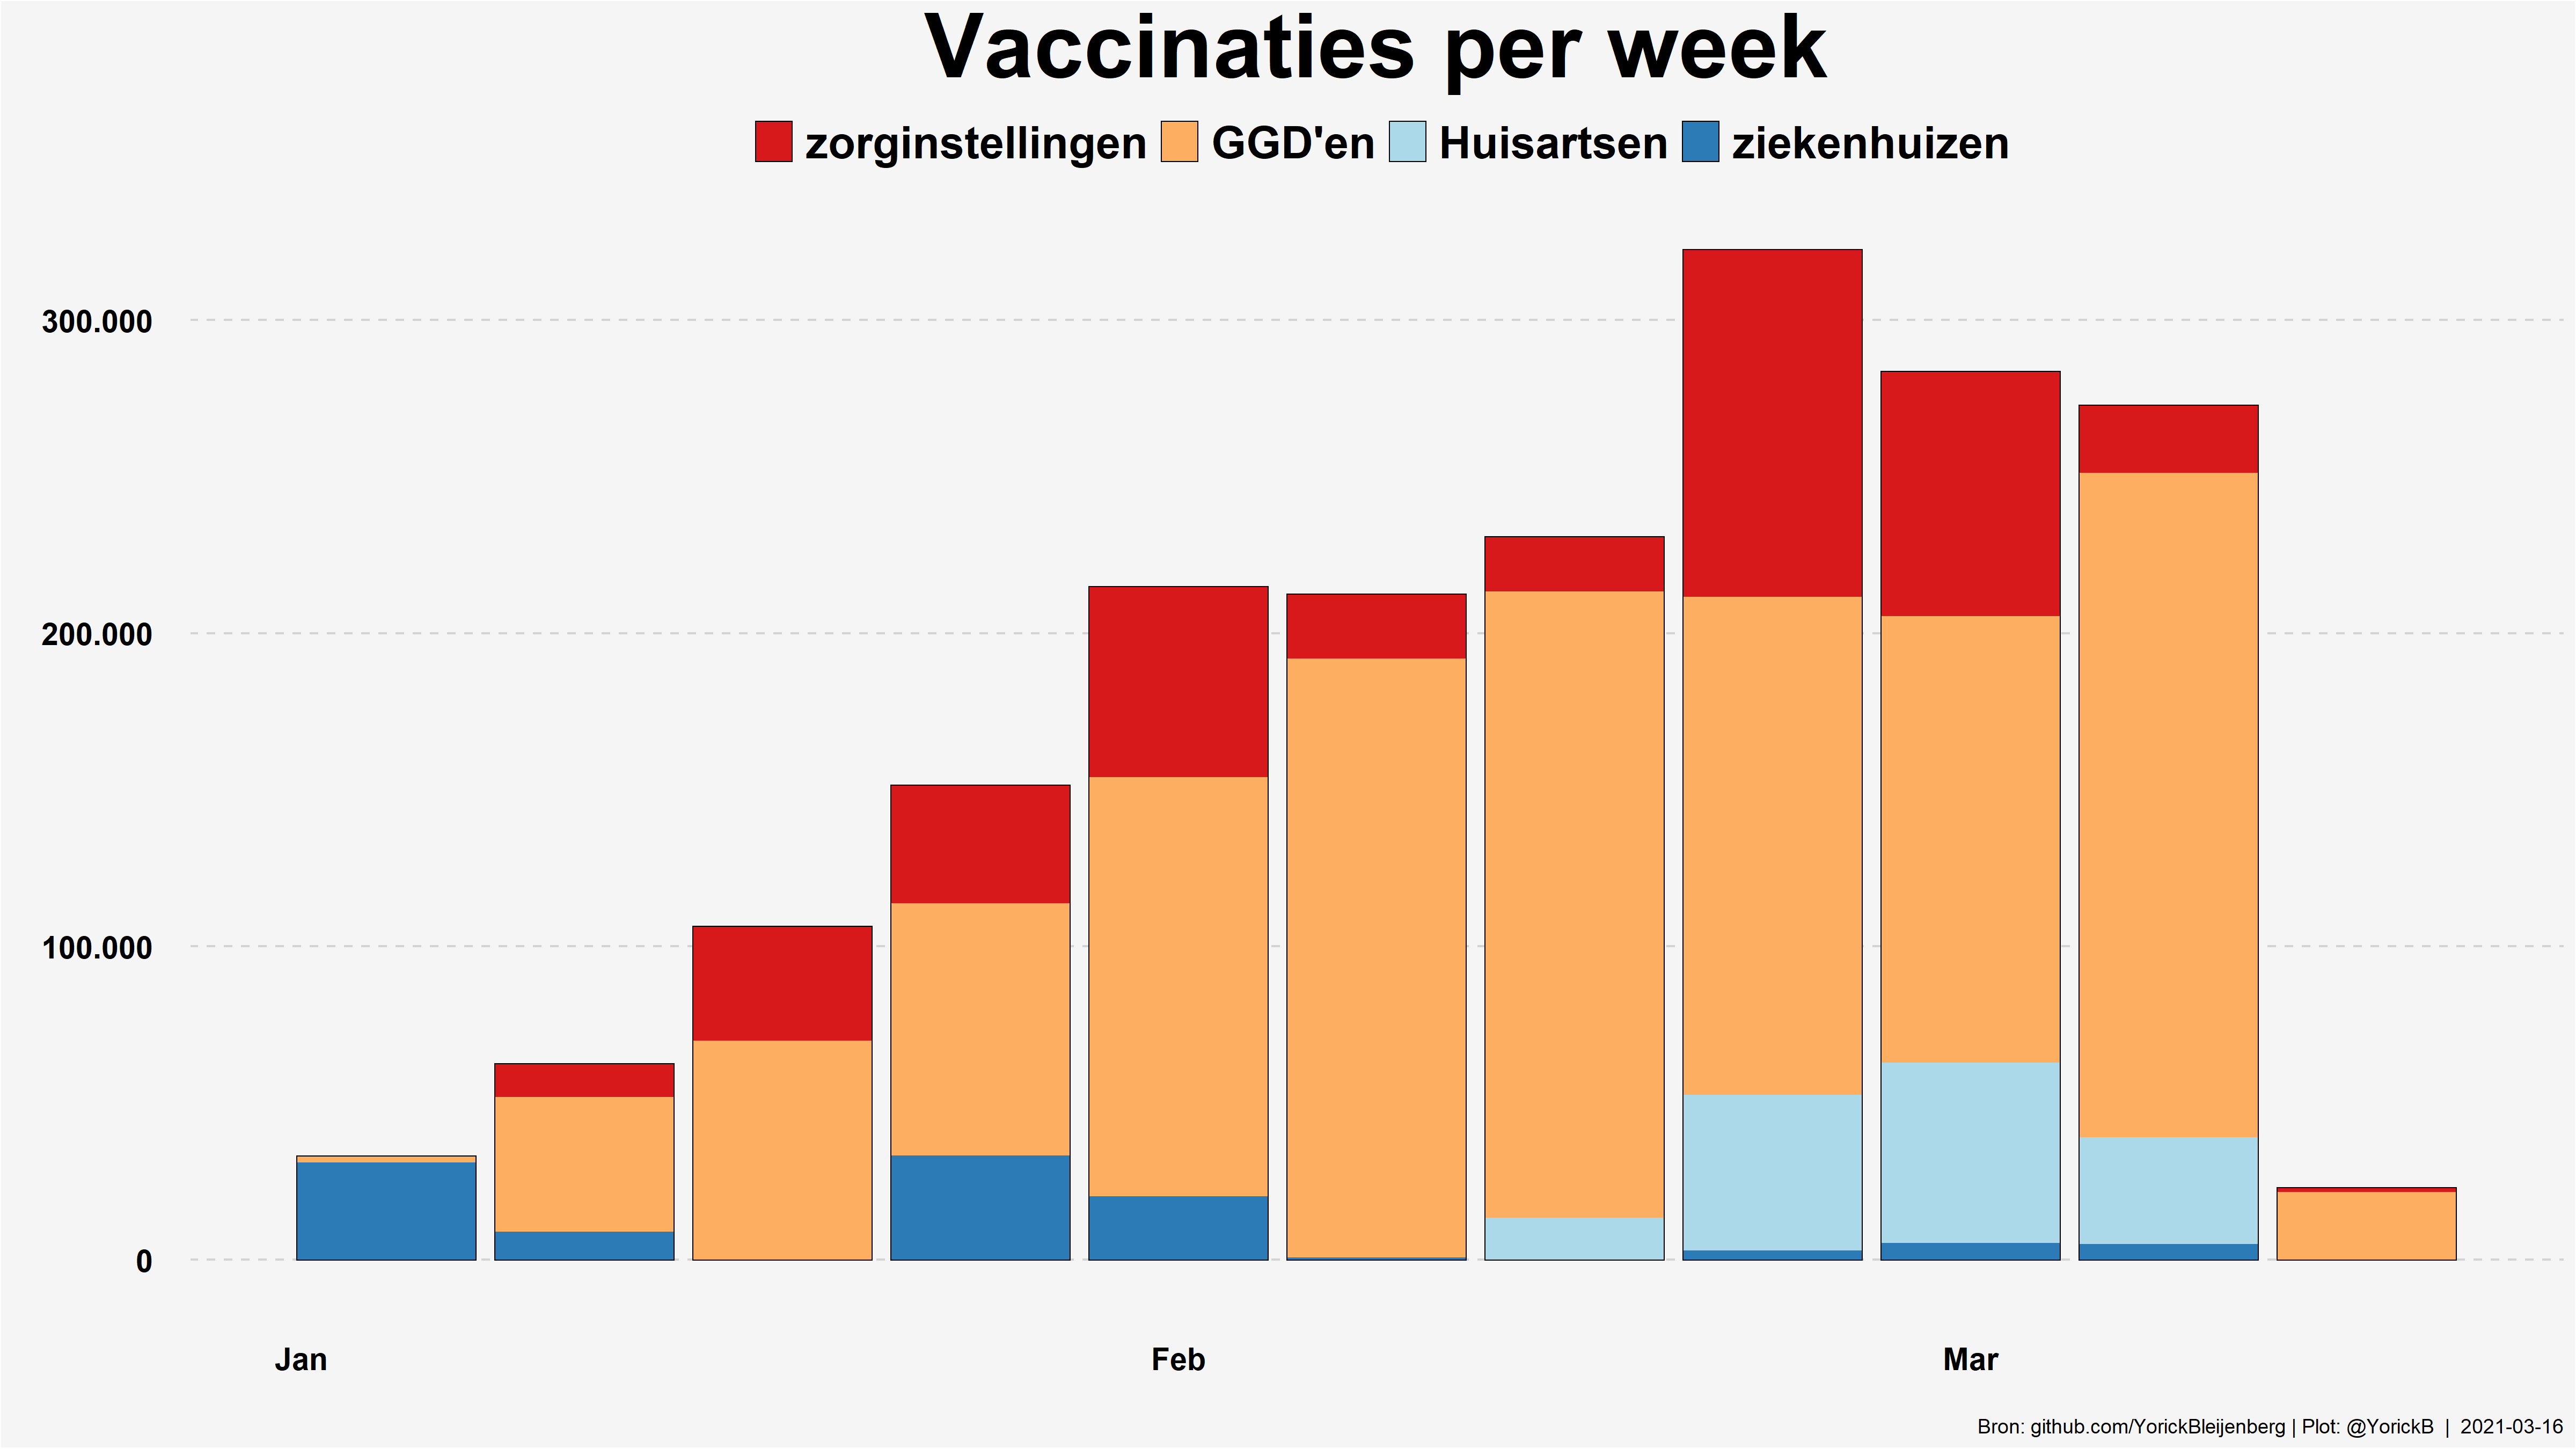 Vaccinaties per week
zorginstellingen GGD'en Huisartsen ziekenhuizen
300.000
200.000
100.000
0
Jan Feb Mar
Bron: github.com/YorickBleijenberg | Plot: @YorickB | 2021-03-16